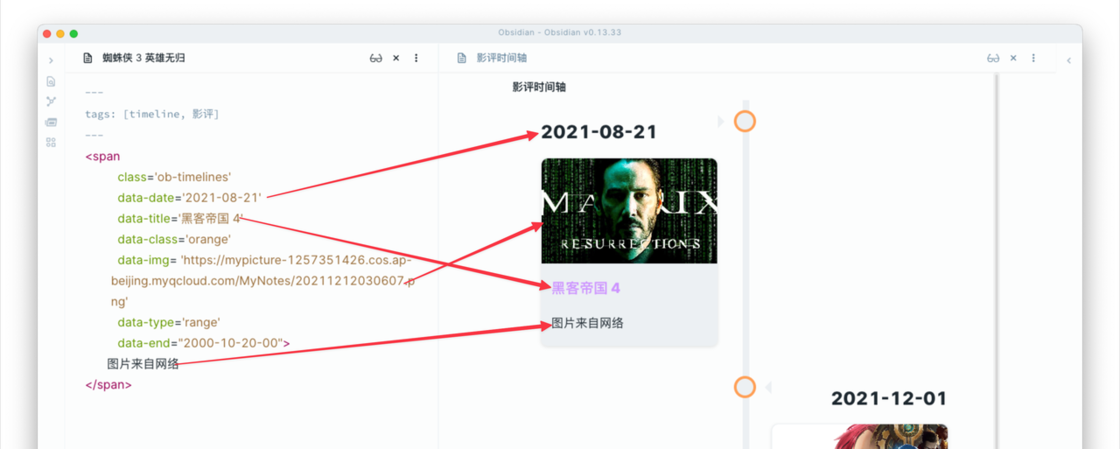 Obsidian - Obsidian v0.13.33
蜘蛛侠 3 英雄无归
影评时间轴
---
tags: [timeline, 影评]
---
<span
class='ob-timelines'
data-date='2021-08-21'
data-title='黑客帝国 4'
data-class='orange'
data-img= 'https://mypicture-1257351426.cos.ap-
beijing.myqcloud.com/MyNotes/20211212030607.p
ng'
data-type='range'
data-end="2000-10-20-00">
图片来自网络
</span>
影评时间轴
2021-08-21
MATRIX
RESURRECTIONS
黑客帝国 4
图片来自网络
2021-12-01